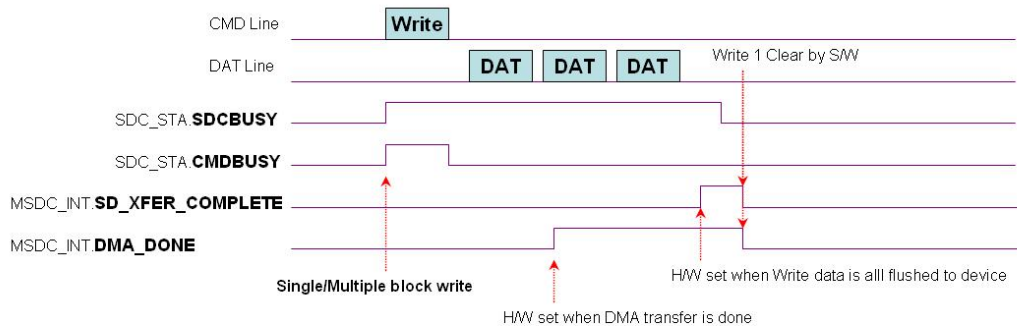 CMD Line
Write
DAT Line
DAT DAT DAT
Write 1 Clear by S/W
SDC_STA.SDCBUSY
SDC_STA.CMDBUSY
MSDC_INT.SD_XFER_COMPLETE
MSDC_INT.DMA_DONE
Single/Multiple block write
H/W set when Write data is alll flushed to device
H/W set when DMA transfer is done